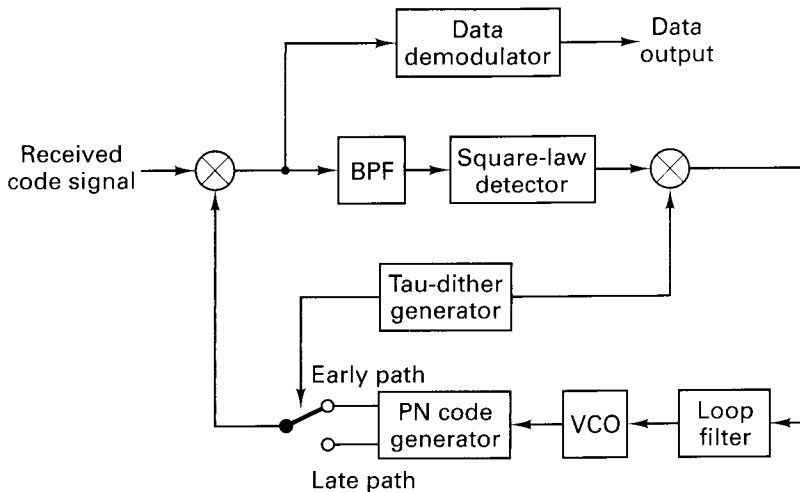 Data
demodulator
Data
output
Received
code signal
BPF
Square-law
detector
Tau-dither
generator
Early path
PN code
generator
VCO
Loop
filter
Late path